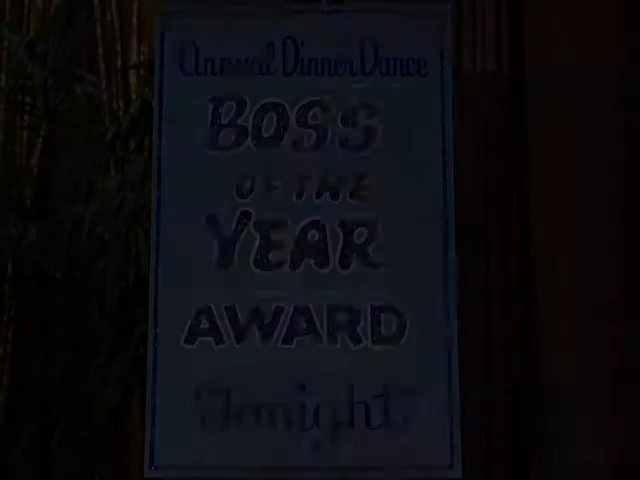 Annual Dinner Dance
BOSS
OF THE
YEAR
AWARD
Tonight